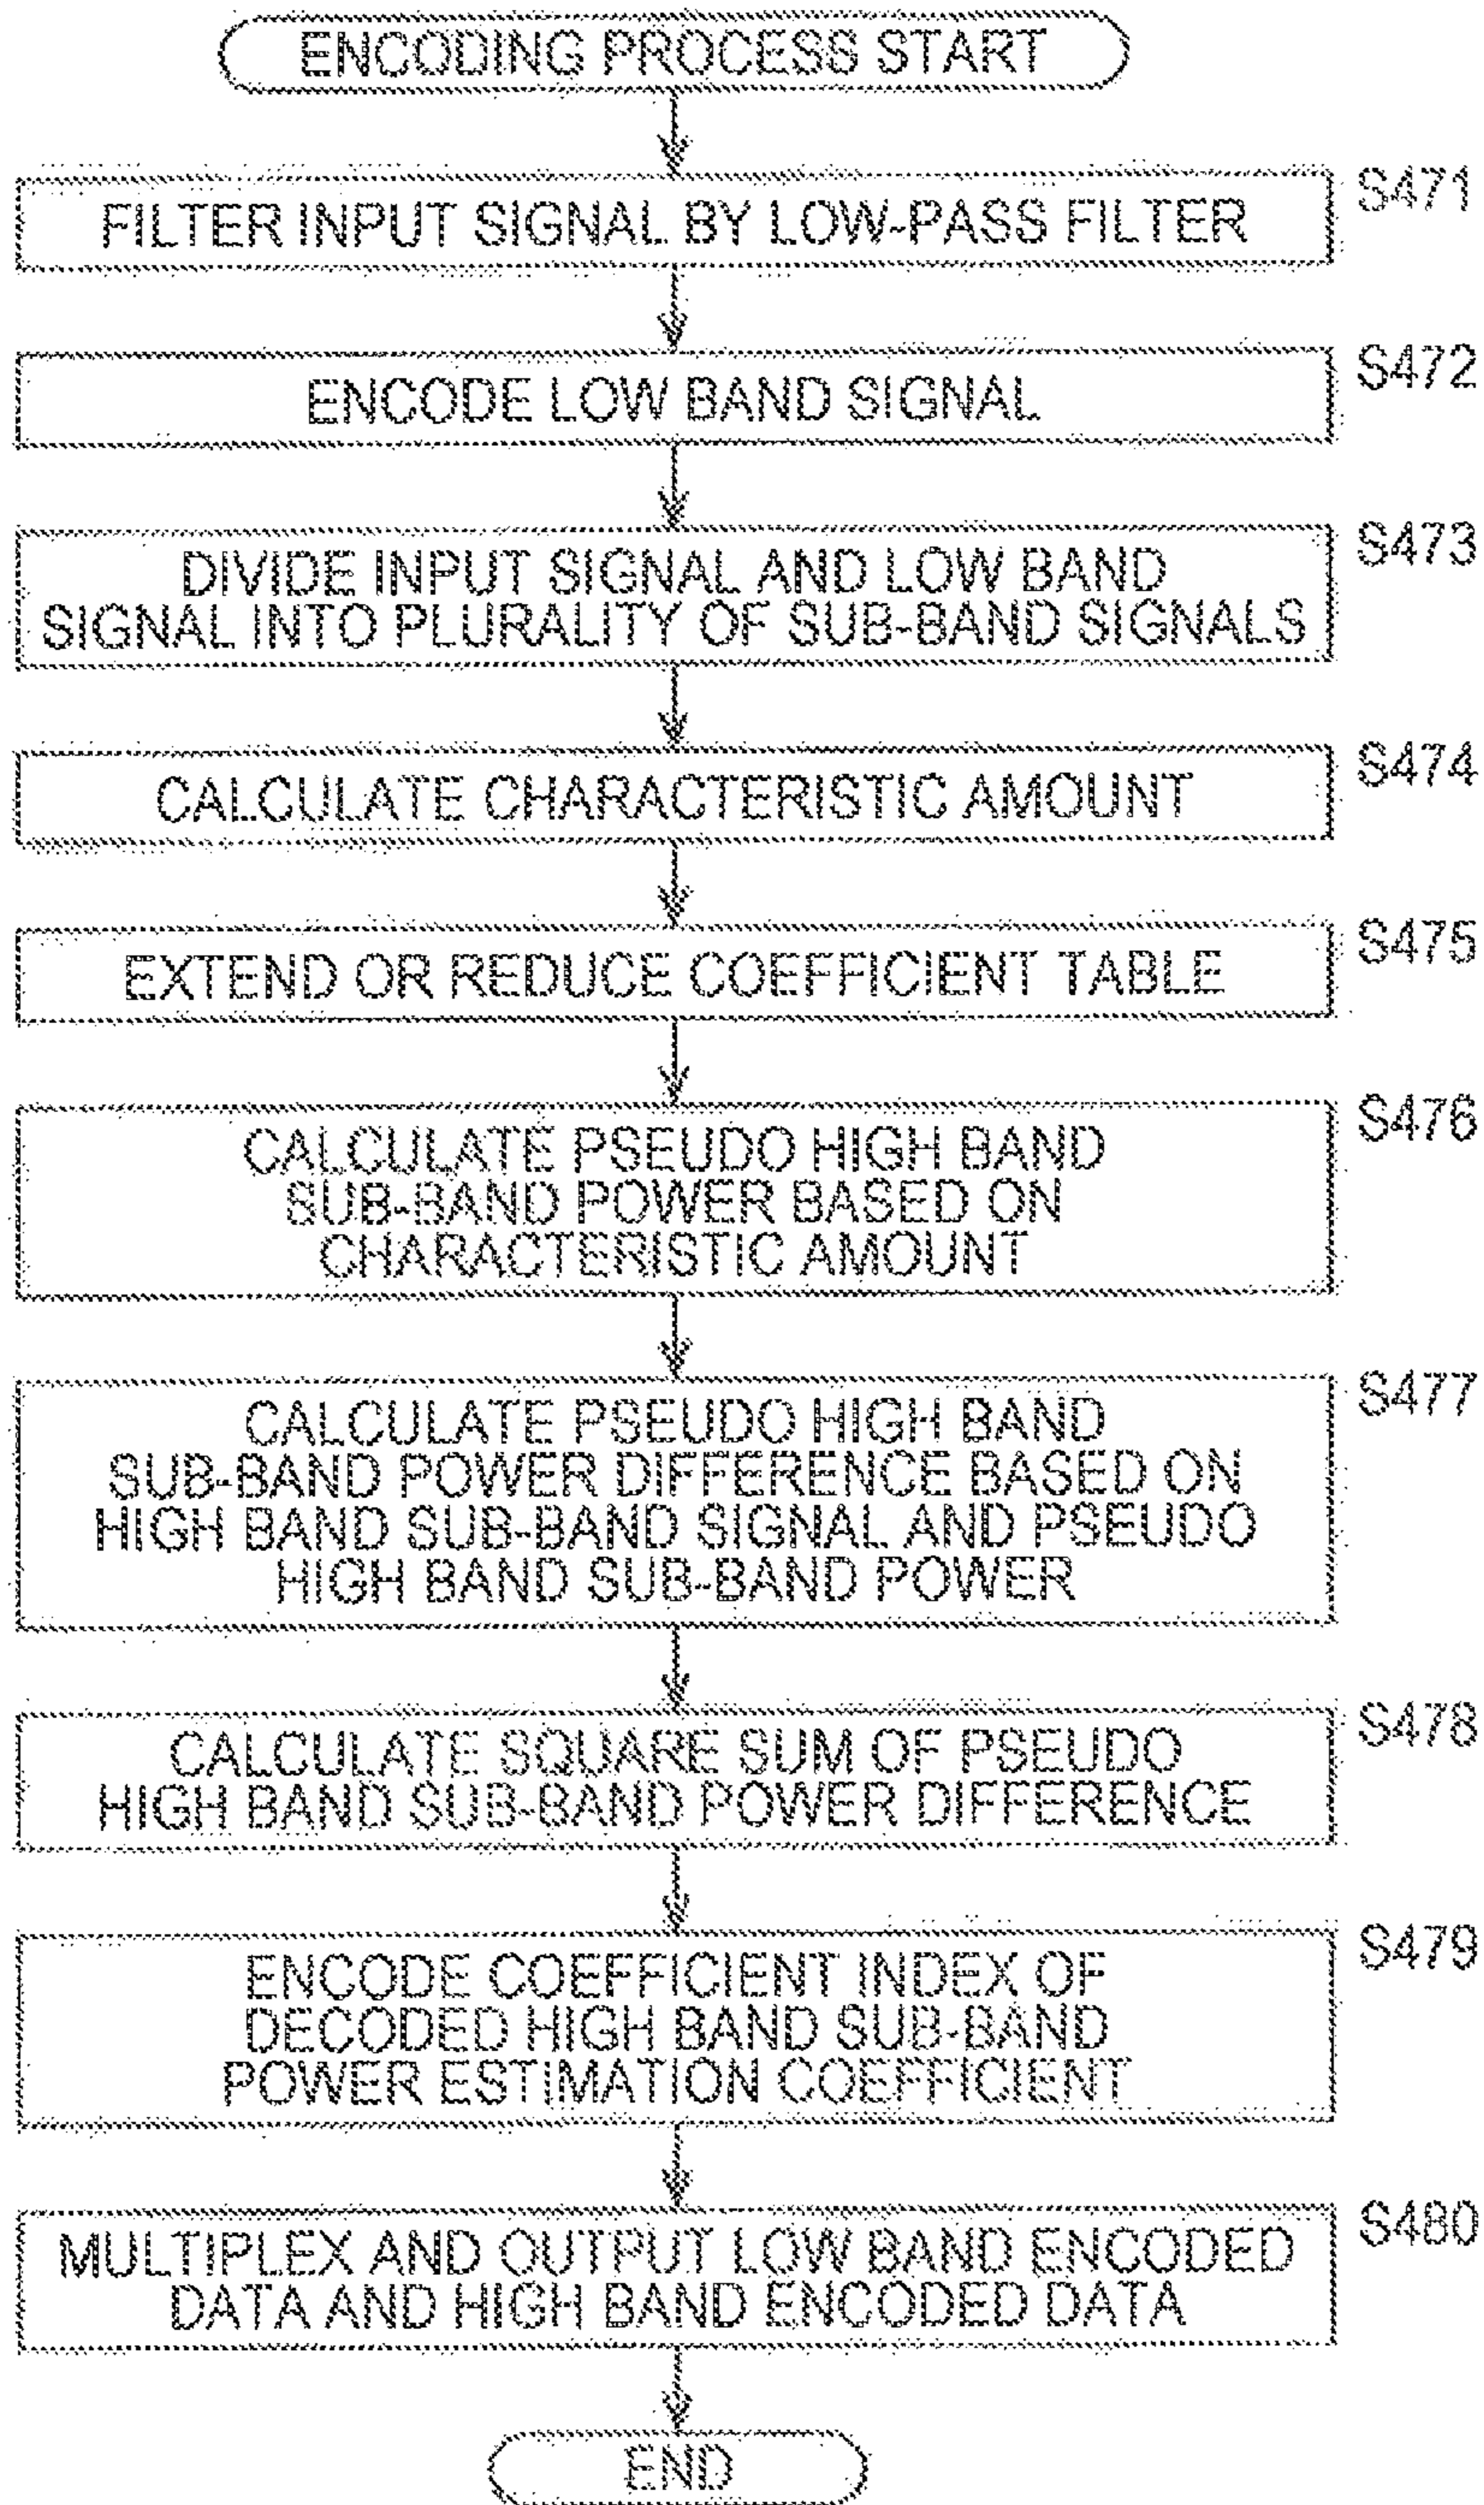 ENCODING PROCESS START
S471
FILTER INPUT SIGNAL BY LOW-PASS FILTER
S472
ENCODE LOW BAND SIGNAL
S473
DIVIDE INPUT SIGNAL AND LOW BAND
SIGNAL INTO PLURALITY OF SUB-BAND SIGNALS
S474
CALCULATE CHARACTERISTIC AMOUNT
S475
EXTEND OR REDUCE COEFFICIENT TABLE
S476
CALCULATE PSEUDO HIGH BAND
SUB-BAND POWER BASED ON
CHARACTERISTIC AMOUNT
S477
CALCULATE PSEUDO HIGH BAND
SUB-BAND POWER DIFFERENCE BASED ON
HIGH BAND SUB-BAND SIGNAL AND PSEUDO
HIGH BAND SUB-BAND POWER
S478
CALCULATE SQUARE SUM OF PSEUDO
HIGH BAND SUB-BAND POWER DIFFERENCE
S479
ENCODE COEFFICIENT INDEX OF
DECODED HIGH BAND SUB-BAND
POWER ESTIMATION COEFFICIENT
S480
MULTIPLEX AND OUTPUT LOW BAND ENCODED
DATA AND HIGH BAND ENCODED DATA
END